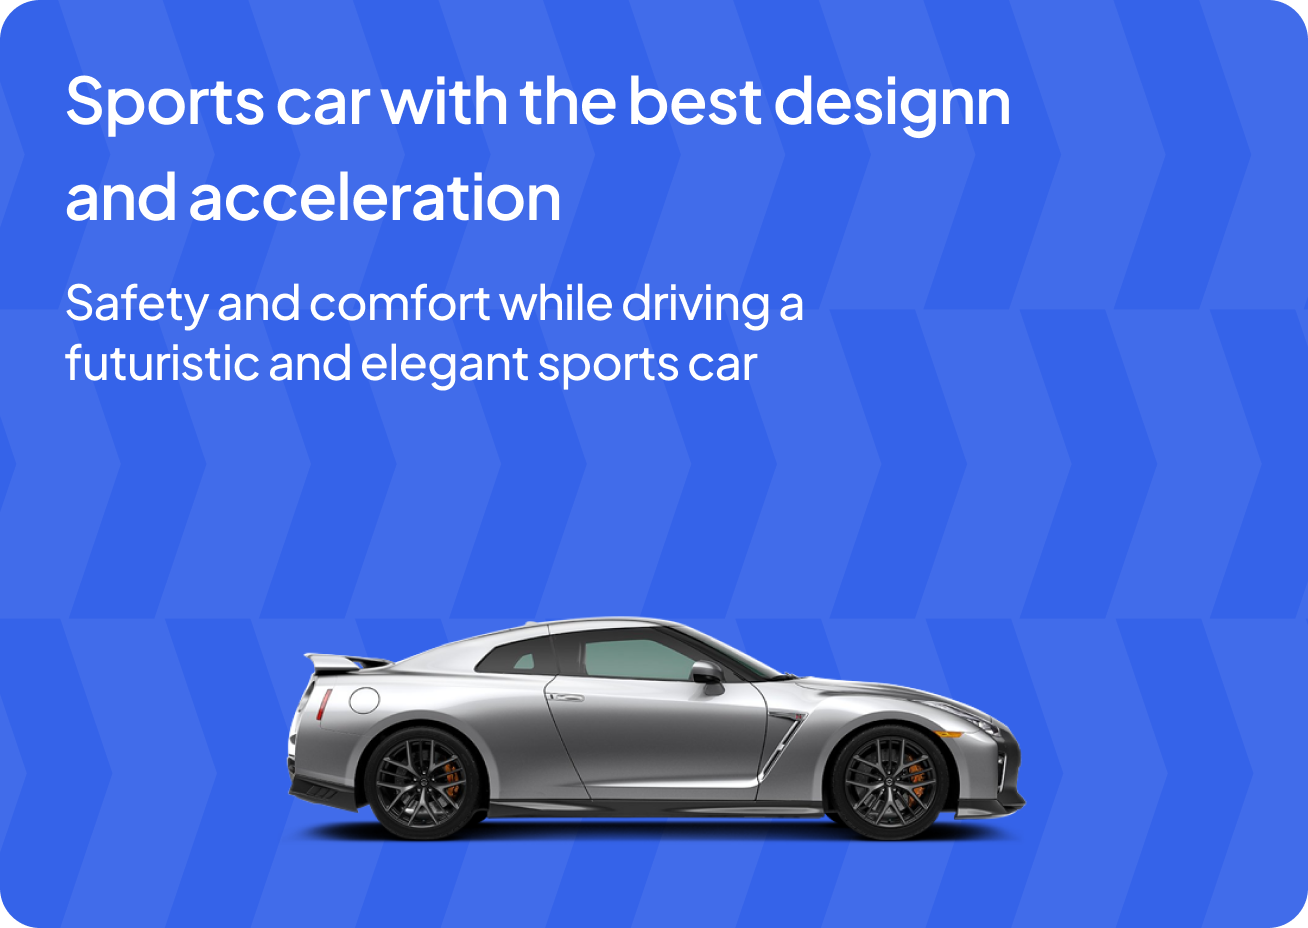 Sports car with the best designn
and acceleration
Safety and comfort while driving a
futuristic and elegant sports car